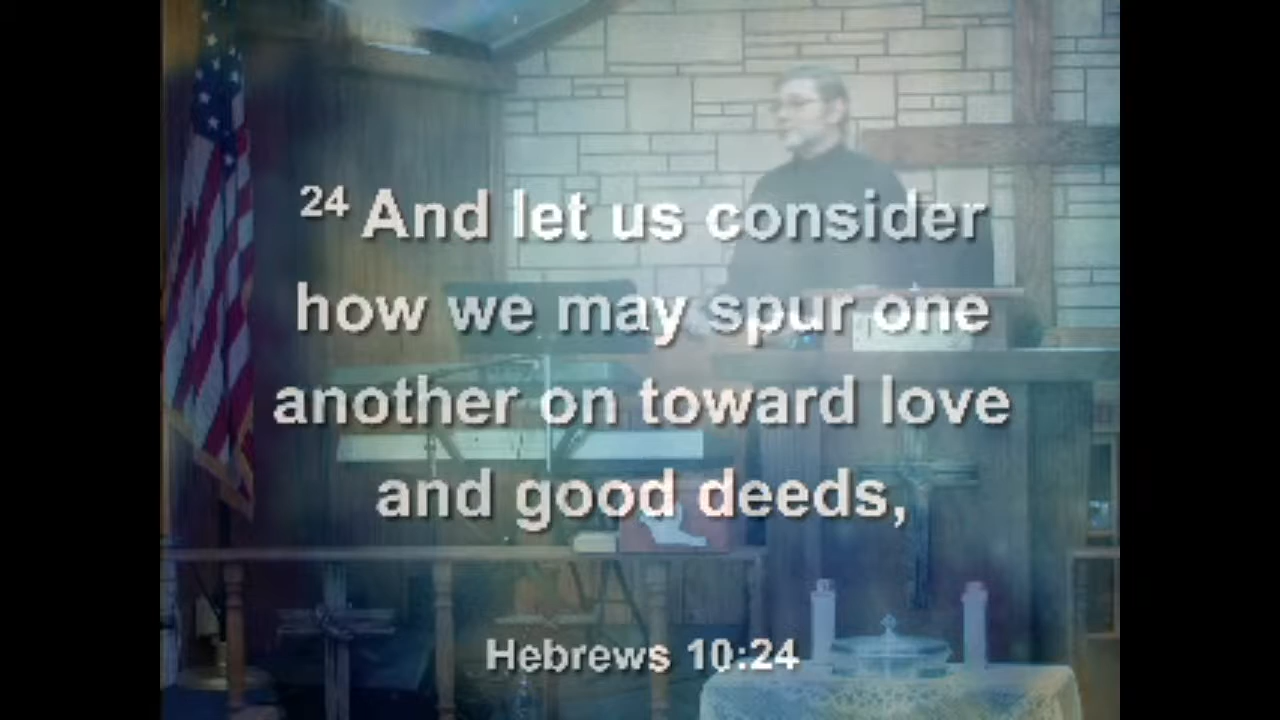 24 And let us consider
how we may spur one
another on toward love
and good deeds,
Hebrews 10:24